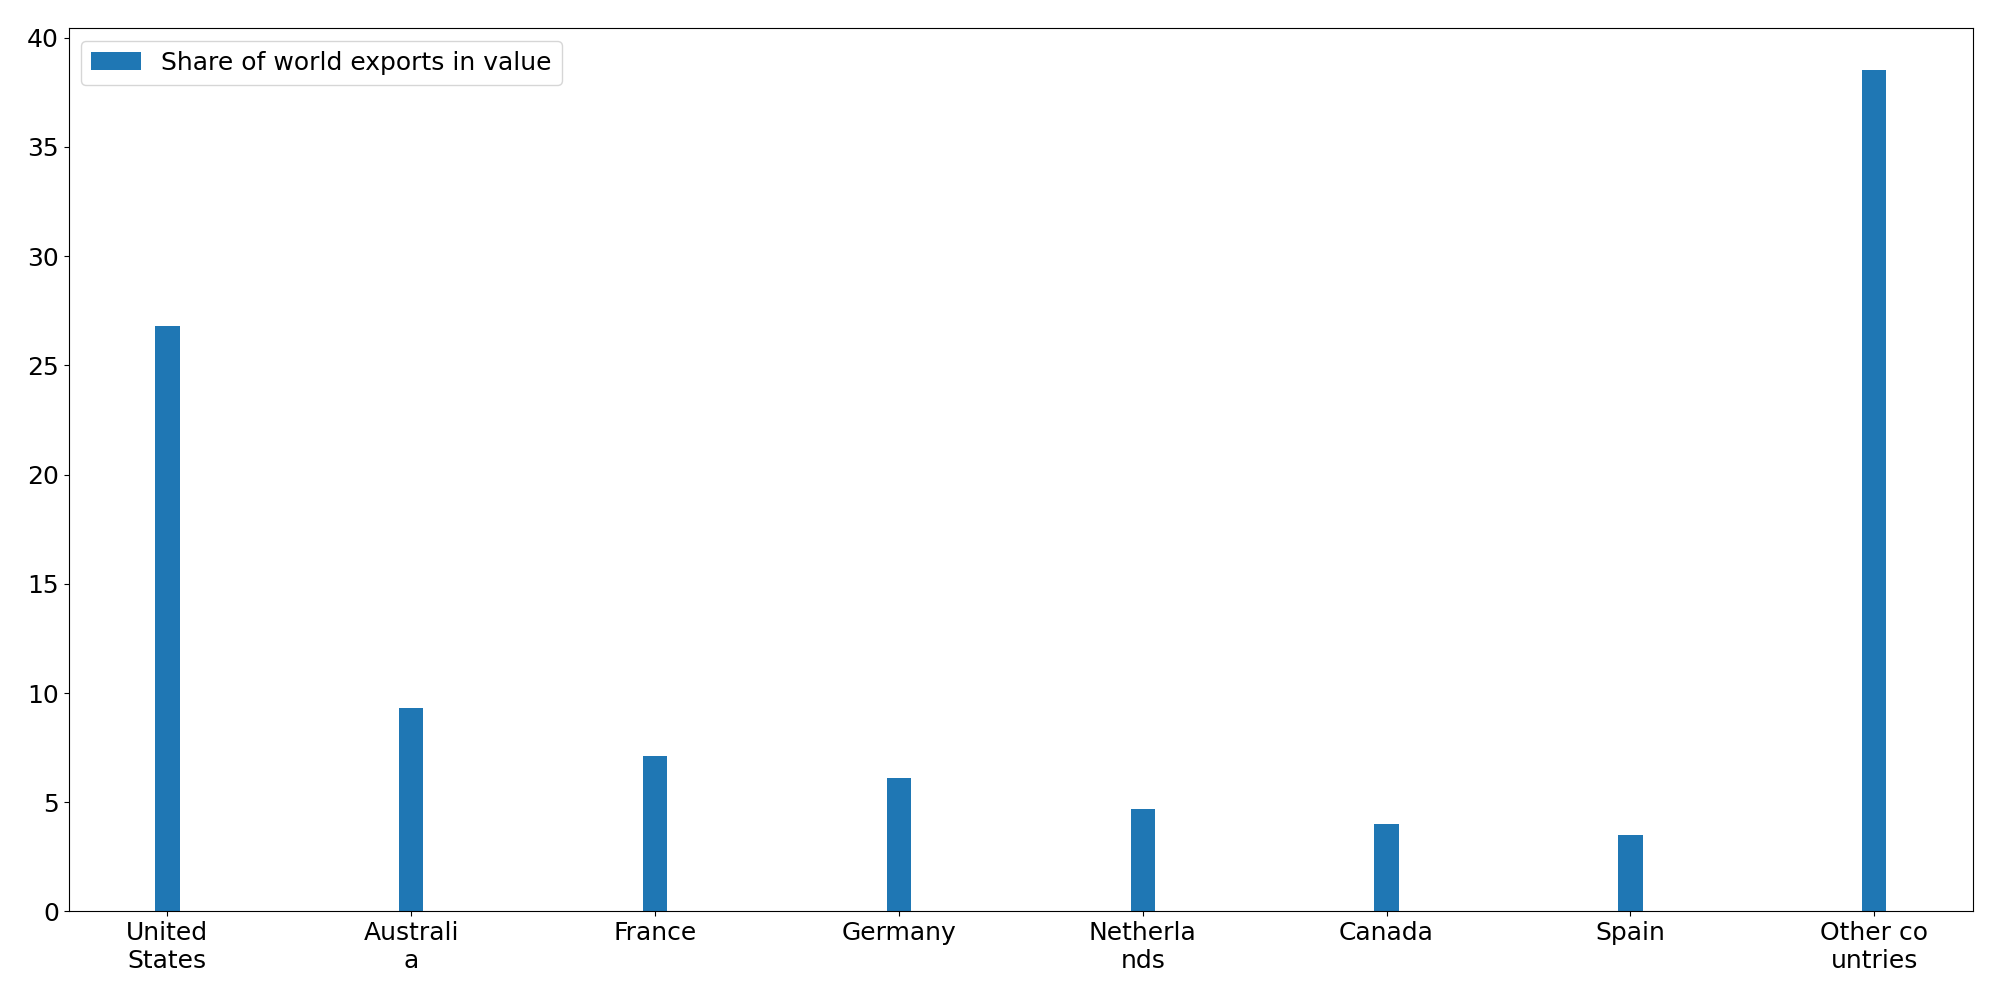 Share of world exports in value
40
35
30
25
20
15
10
5
0
United
States
Australi
a
France
Germany
Netherla
nds
Canada
Spain
Other co
untries